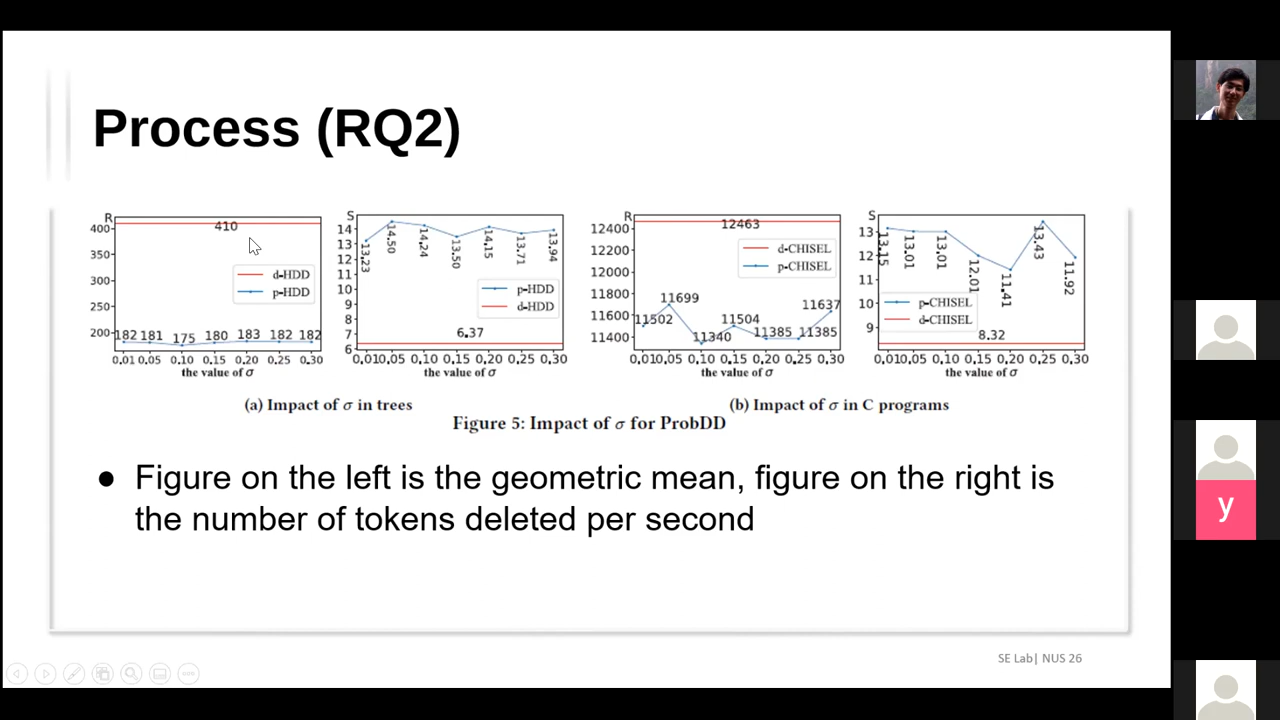 Process (RQ2)
R
400
350
300
250
200
410
d-HDD
p-HDD
182 181 175 180 183 182 182
0.01 0.05 0.10 0.15 0.20 0.25 0.30
the value of σ
S
14
13
12
11
10
9
8
7
6
13.23 14.50 14.24 13.50 14.15 13.71 13.94
p-HDD
d-HDD
6.37
0.01 0.05 0.10 0.15 0.20 0.25 0.30
the value of σ
(a) Impact of σ in trees
R
12400
12200
12000
11800
11600
11400
12463
d-CHISEL
p-CHISEL
11502 11699 11340 11504 11385 11385 11637
0.01 0.05 0.10 0.15 0.20 0.25 0.30
the value of σ
S
13
12
11
10
9
13.15 13.01 13.01 12.01 11.41 13.43 11.92
p-CHISEL
d-CHISEL
8.32
0.01 0.05 0.10 0.15 0.20 0.25 0.30
the value of σ
(b) Impact of σ in C programs
Figure 5: Impact of σ for ProbDD
● Figure on the left is the geometric mean, figure on the right is
the number of tokens deleted per second
SE Lab| NUS 26
y